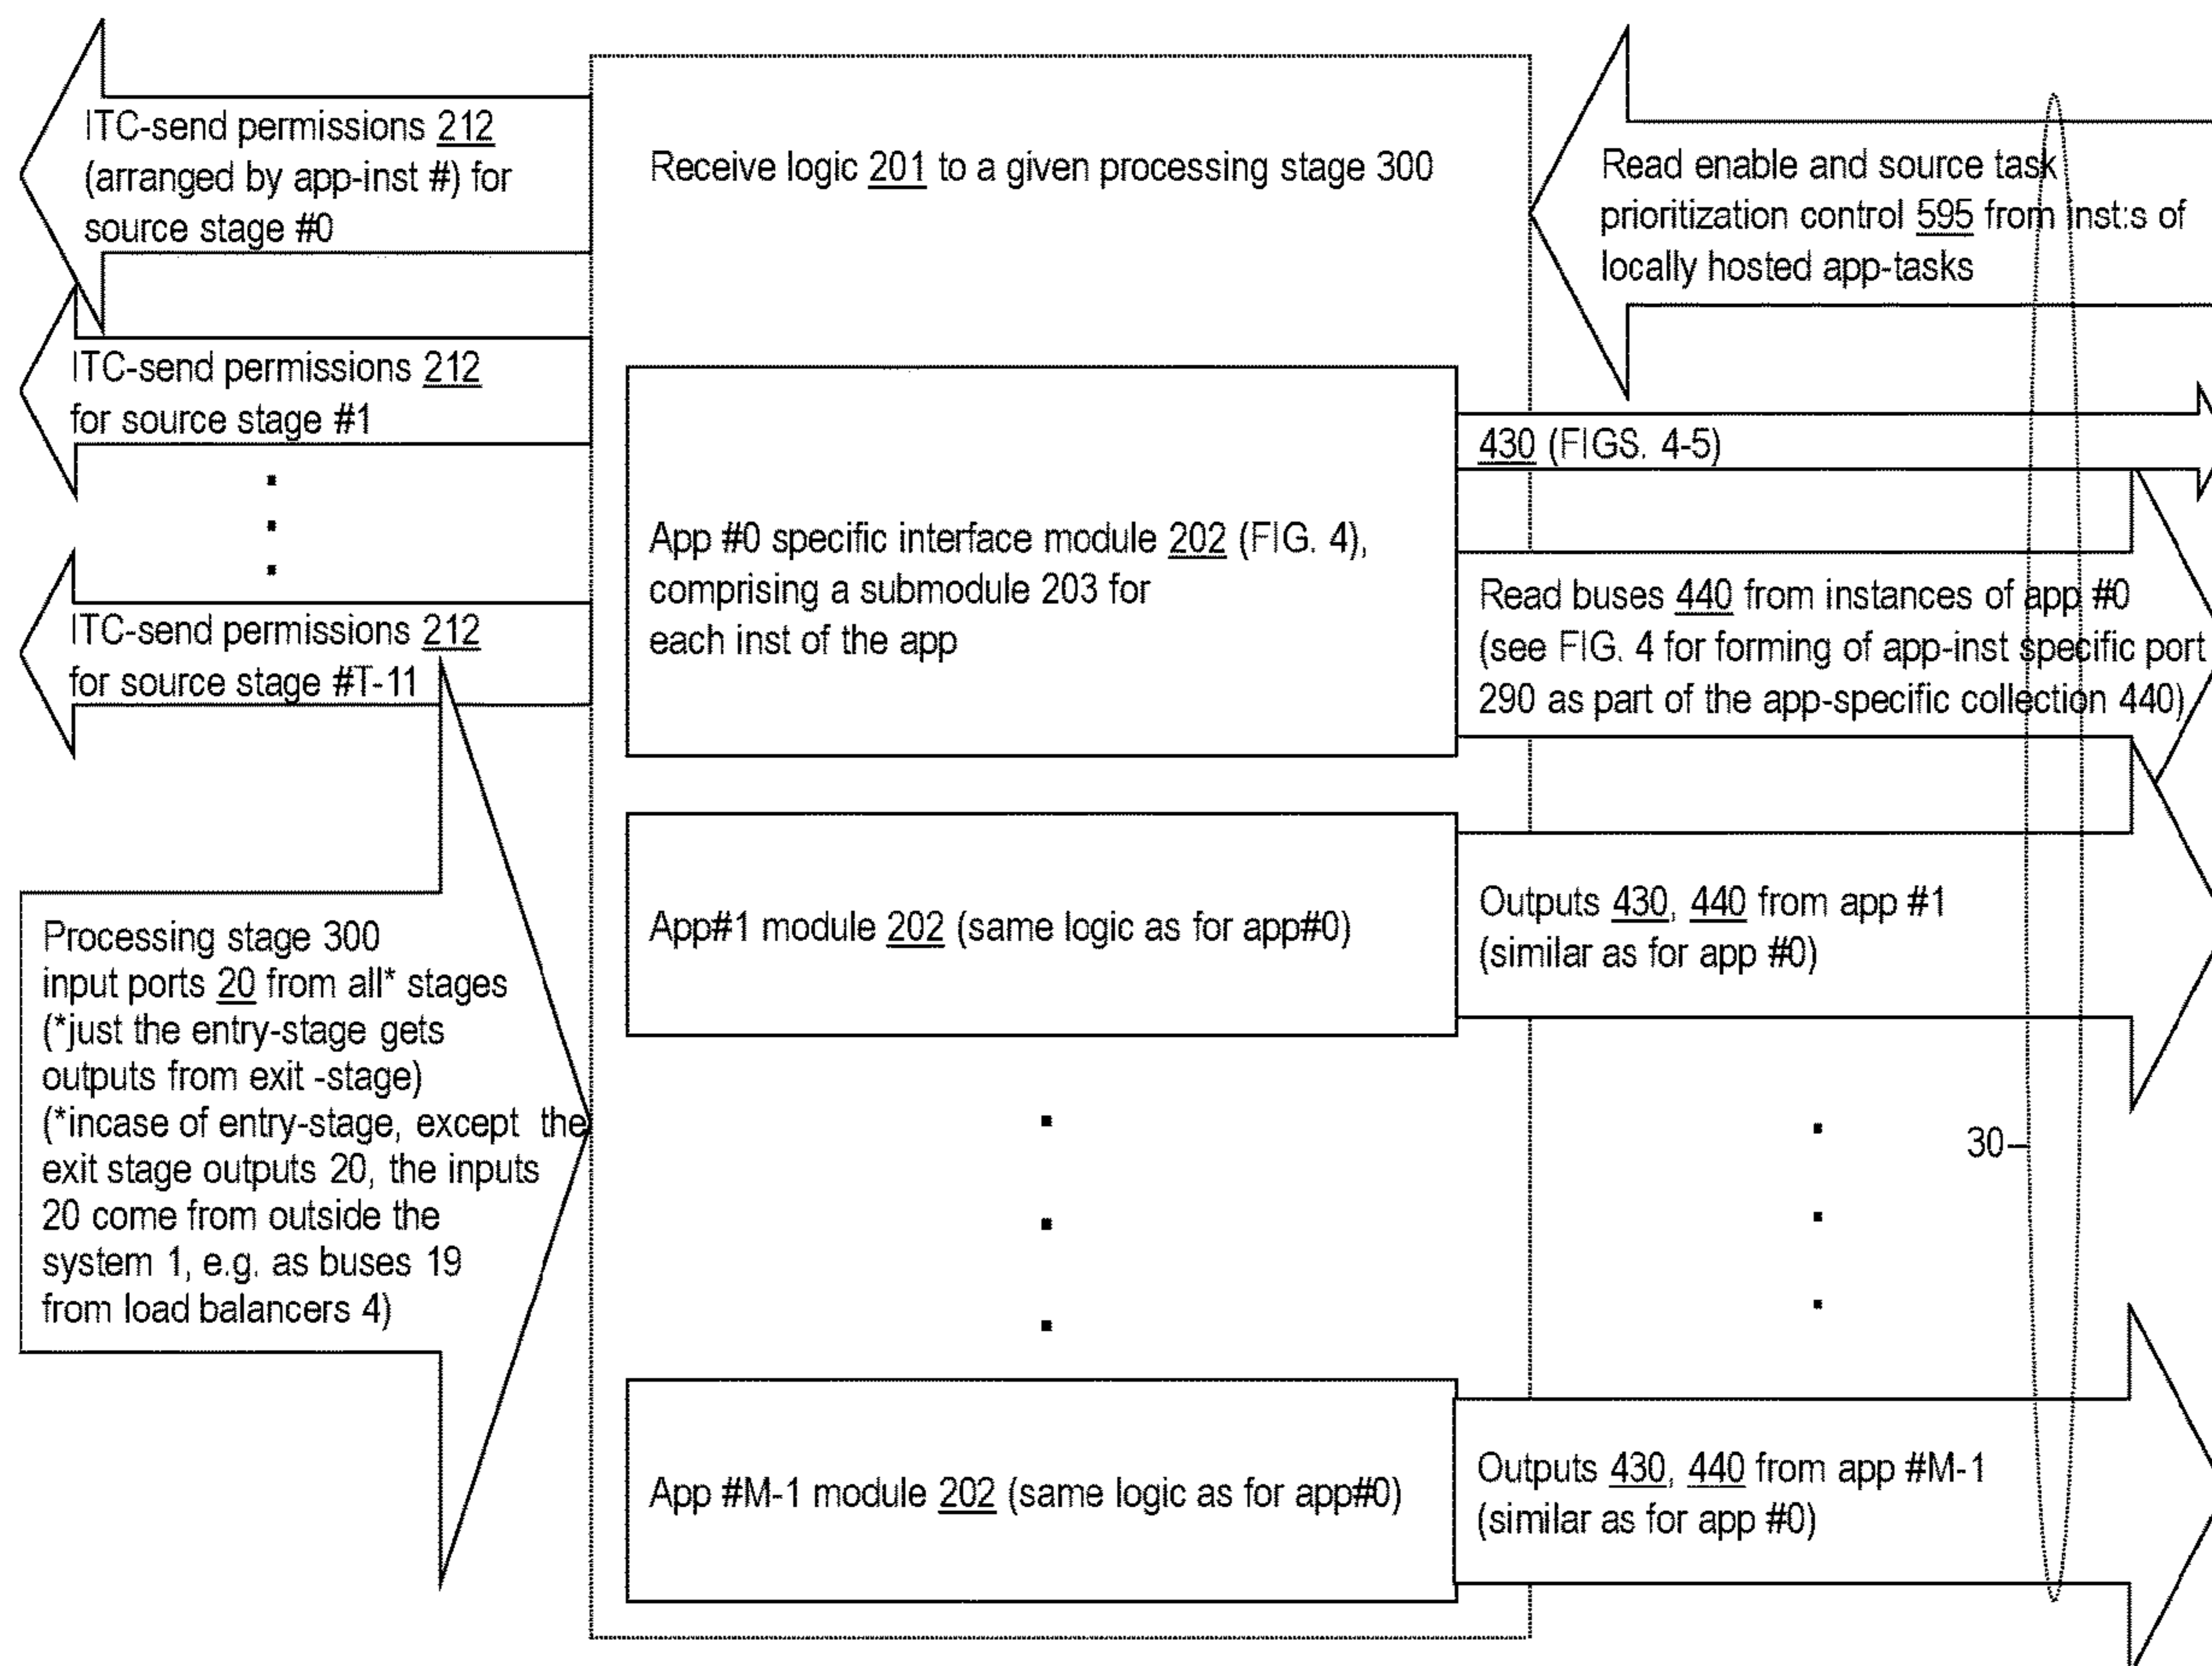 ITC-send permissions 212
(arranged by app-inst #) for
source stage #0
ITC-send permissions 212
for source stage #1
ITC-send permissions 212
for source stage #T-11
Processing stage 300
input ports 20 from all* stages
(*just the entry-stage gets
outputs from exit -stage)
(*incase of entry-stage, except the
exit stage outputs 20, the inputs
20 come from outside the
system 1, e.g. as buses 19
from load balancers 4)
Receive logic 201 to a given processing stage 300
App #0 specific interface module 202 (FIG. 4),
comprising a submodule 203 for
each inst of the app
App#1 module 202 (same logic as for app#0)
App #M-1 module 202 (same logic as for app#0)
Read enable and source task
prioritization control 595 from inst:s of
locally hosted app-tasks
430 (FIGS. 4-5)
Read buses 440 from instances of app #0
(see FIG. 4 for forming of app-inst specific port
290 as part of the app-specific collection 440)
Outputs 430, 440 from app #1
(similar as for app #0)
30
Outputs 430, 440 from app #M-1
(similar as for app #0)